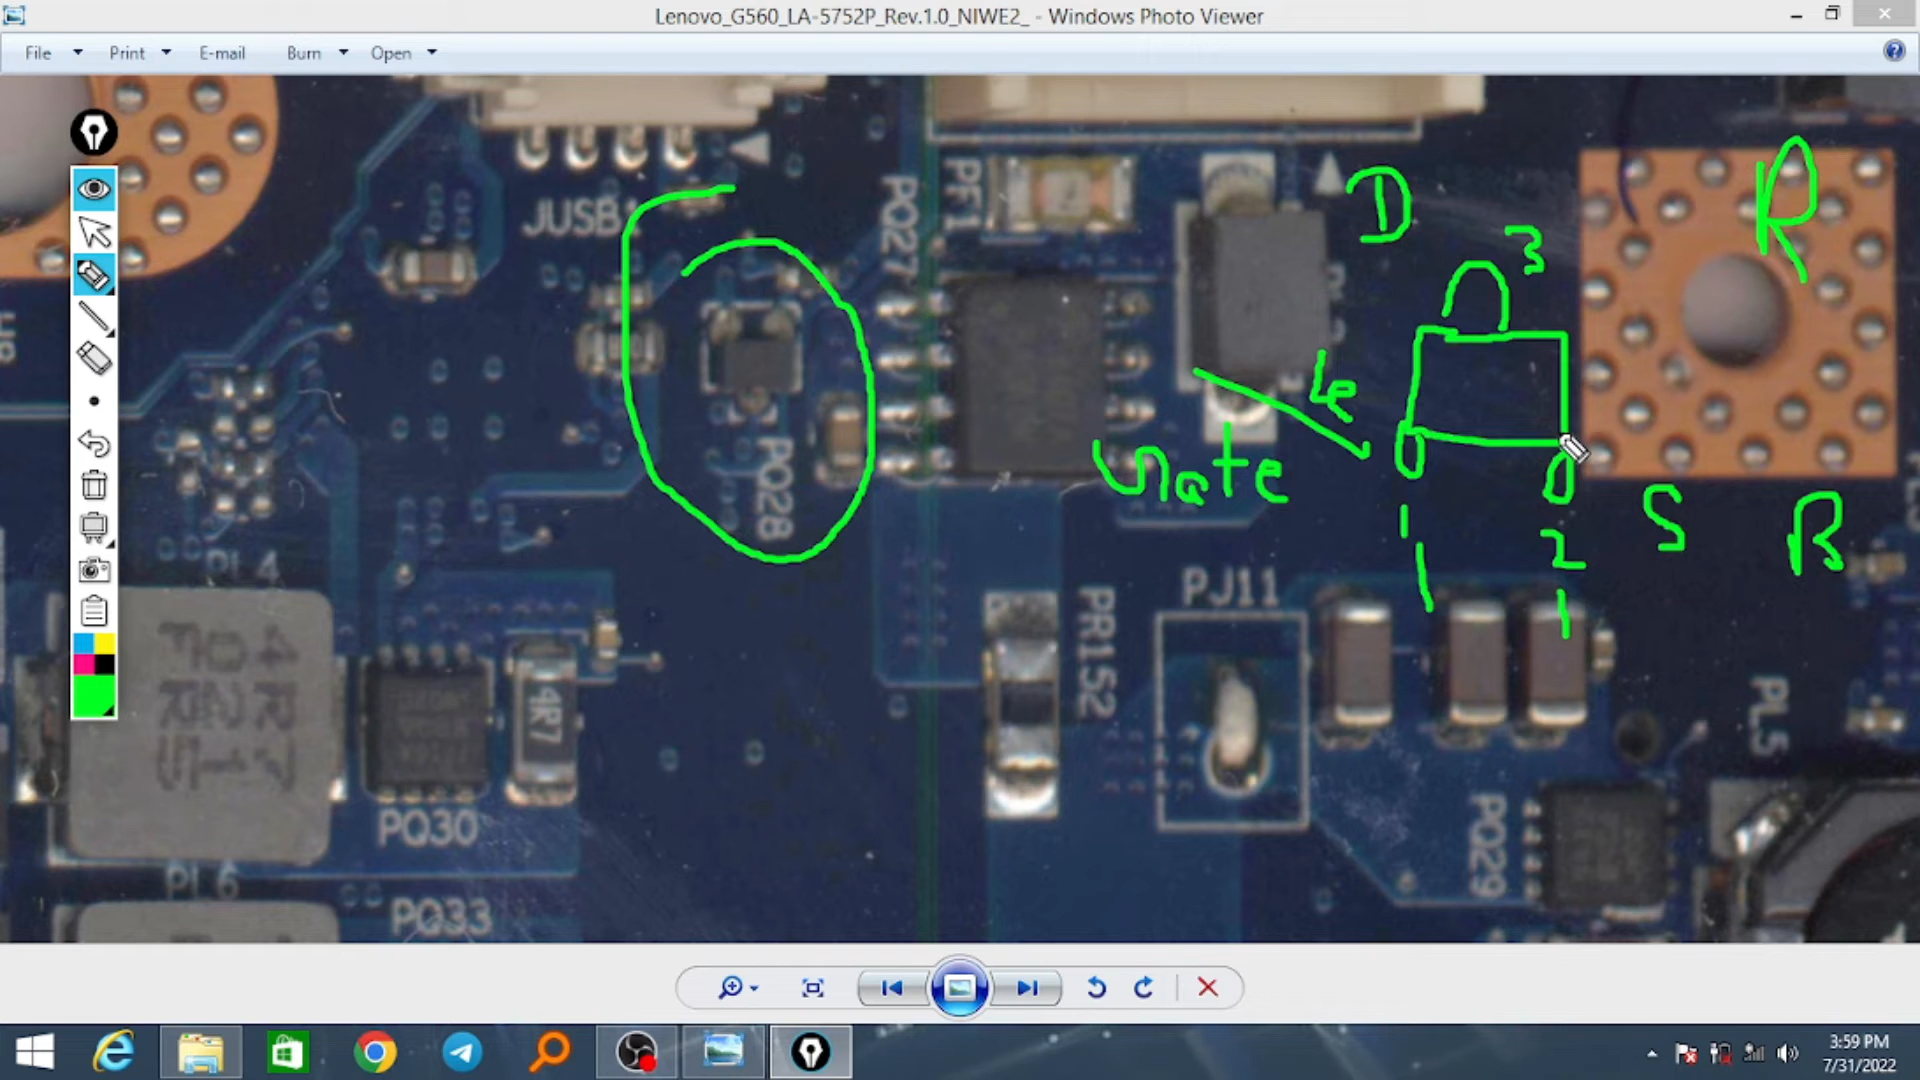 Lenovo_G560_LA-5752P_Rev.1.0_NIWE2_ - Windows Photo Viewer
File Print E-mail Burn Open
JUSB1
PQ27
PF1
D
3
R
PQ28
Gate
1
2
S
B
PL4
PJ11
PR152
4R7
PQ30
PL5
PQ29
PL6
PQ33
3:59 PM
7/31/2022